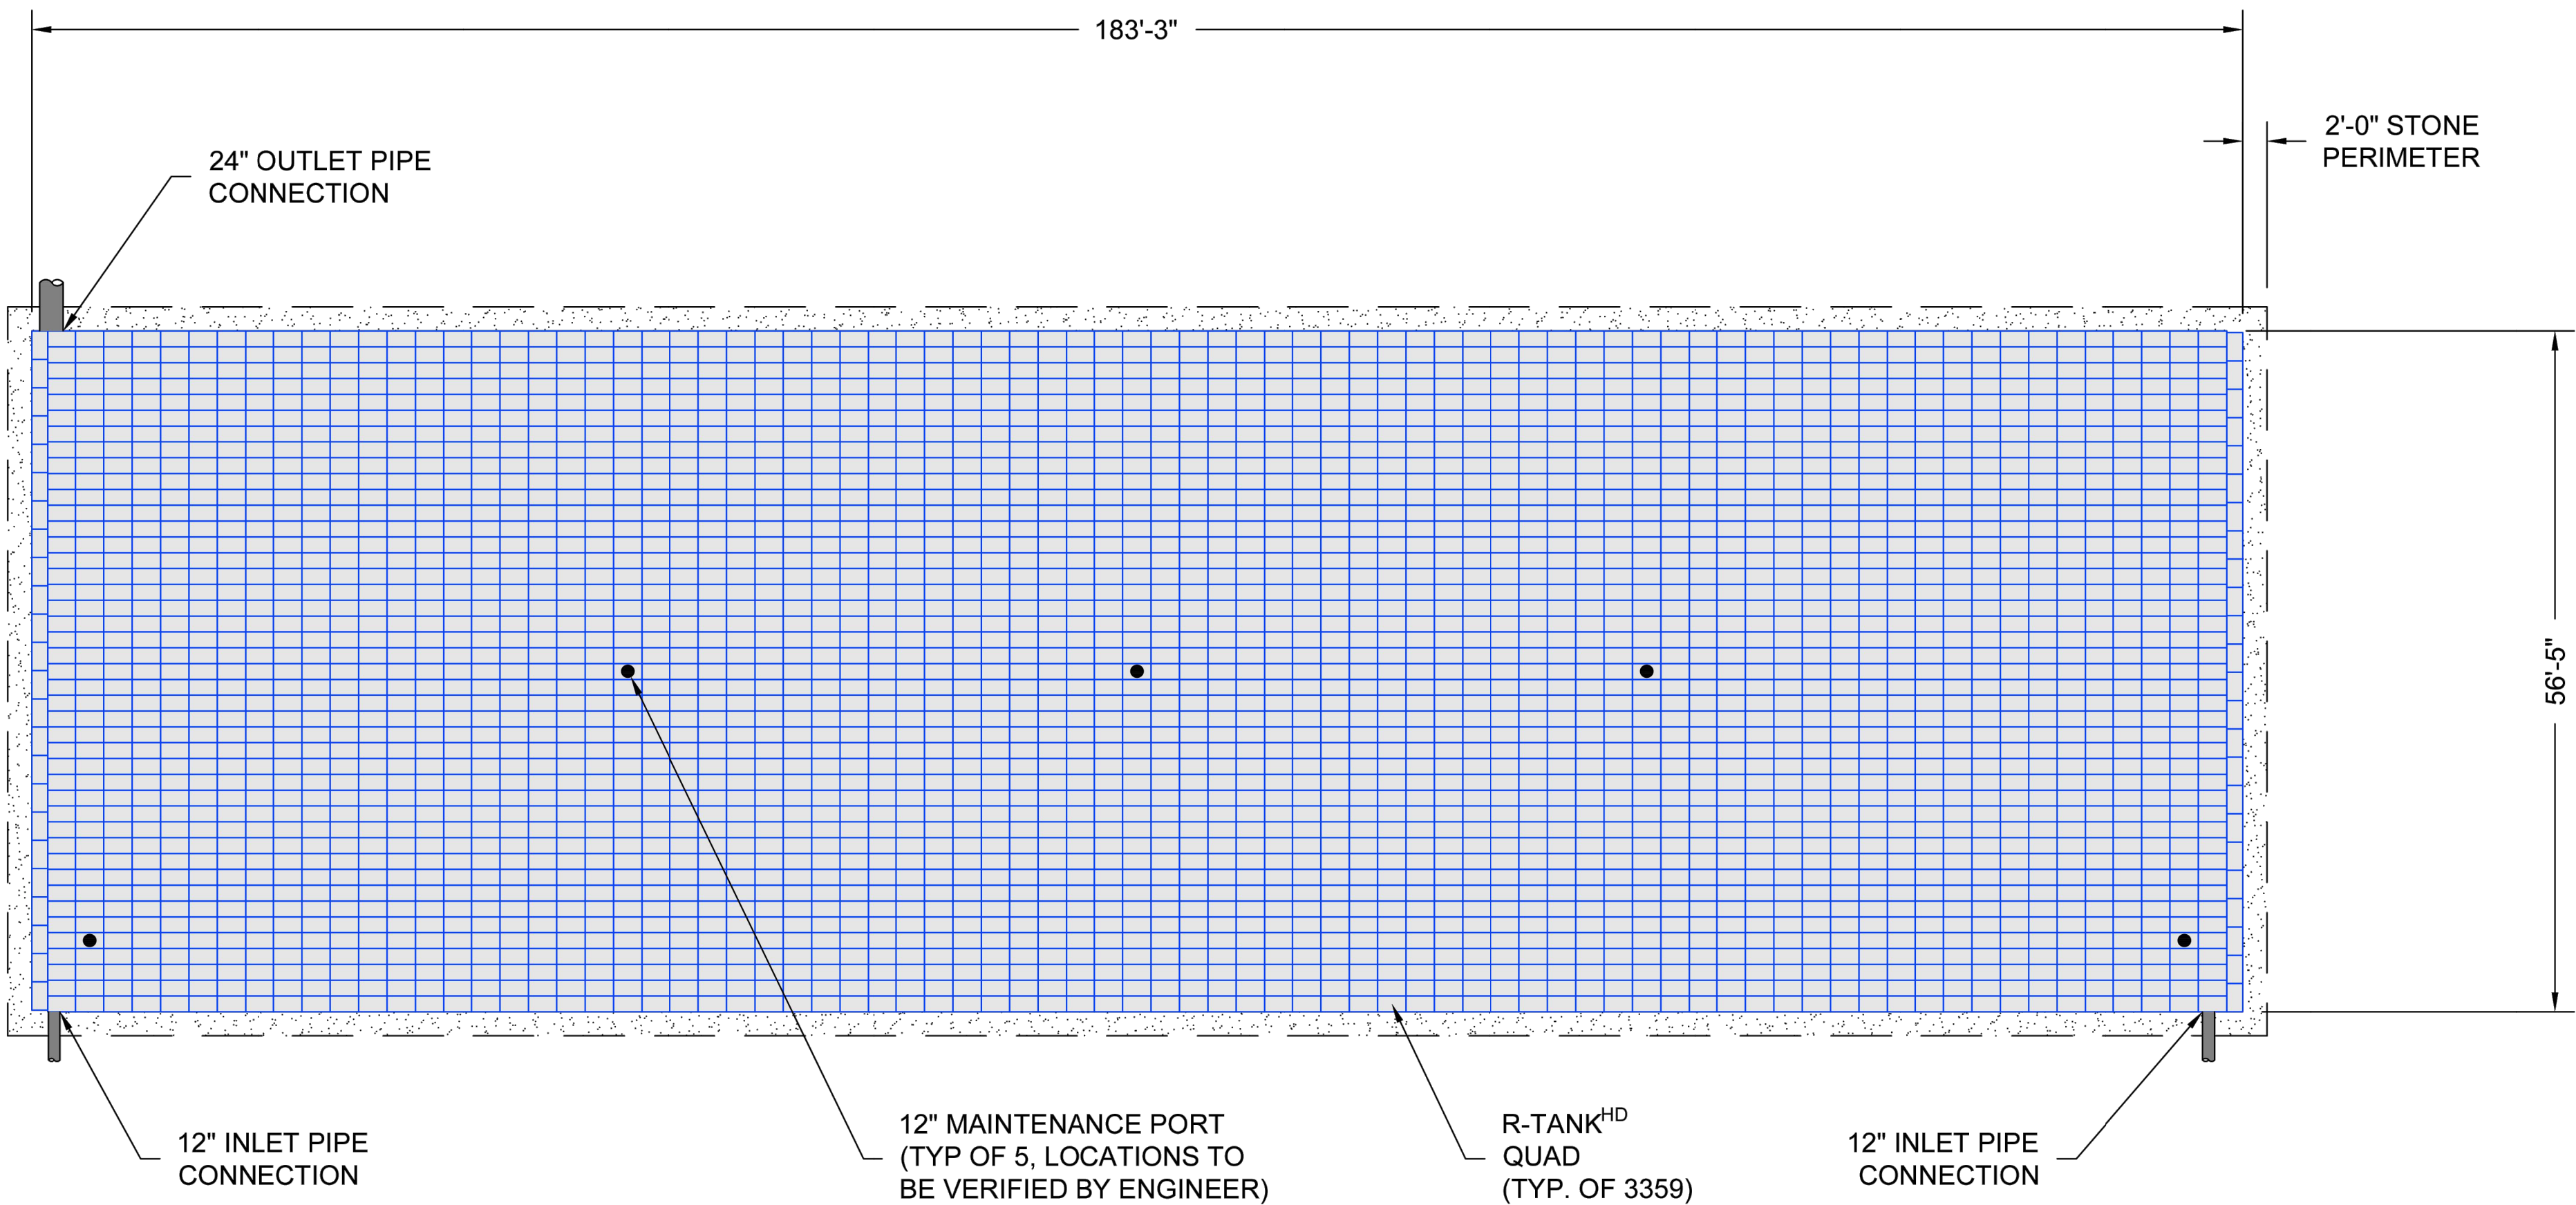 183'-3"
2'-0" STONE
PERIMETER
24" OUTLET PIPE
CONNECTION
56'-5"
12" INLET PIPE
CONNECTION
12" MAINTENANCE PORT
(TYP OF 5, LOCATIONS TO
BE VERIFIED BY ENGINEER)
R-TANKHD
QUAD
(TYP. OF 3359)
12" INLET PIPE
CONNECTION